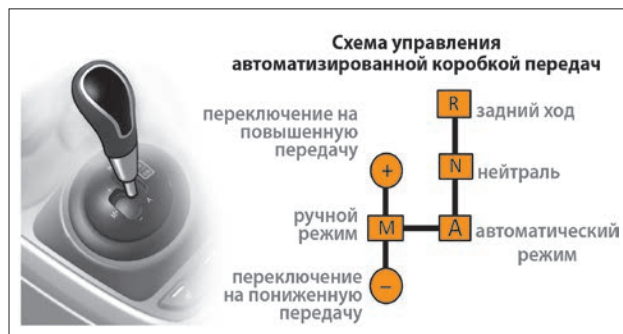 Схема управления
автоматизированной коробкой передач
переключение на
повышенную
передачу
R
задний ход
N
нейтраль
+
ручной
режим
M
A
автоматический
режим
переключение
на пониженную
передачу
−